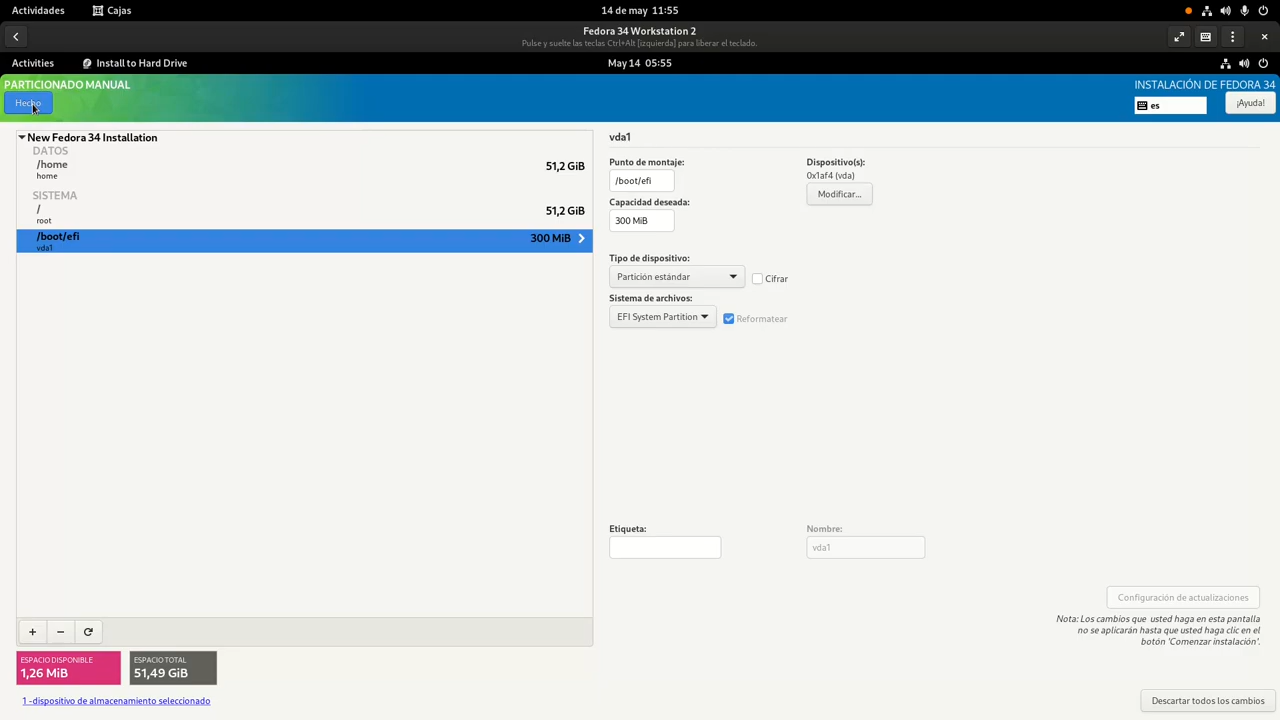 Actividades
Cajas
14 de may 11:55
Fedora 34 Workstation 2
Pulse y suelte las teclas Ctrl+Alt [izquierda] para liberar el teclado.
Activities
Install to Hard Drive
May 14 05:55
PARTICIONADO MANUAL
INSTALACIÓN DE FEDORA 34
Hecho
es
¡Ayuda!
New Fedora 34 Installation
DATOS
/home
home
51,2 GiB
SISTEMA
/
root
51,2 GiB
/boot/efi
vda1
300 MiB
vda1
Punto de montaje:
/boot/efi
Dispositivo(s):
0x1af4 (vda)
Modificar...
Capacidad deseada:
300 MiB
Tipo de dispositivo:
Partición estándar
Cifrar
Sistema de archivos:
EFI System Partition
Reformatear
Etiqueta:
Nombre:
vda1
Configuración de actualizaciones
Nota: Los cambios que usted haga en esta pantalla
no se aplicarán hasta que usted haga clic en el
botón 'Comenzar instalación'.
ESPACIO DISPONIBLE
1,26 MiB
ESPACIO TOTAL
51,49 GiB
1 -dispositivo de almacenamiento seleccionado
Descartar todos los cambios